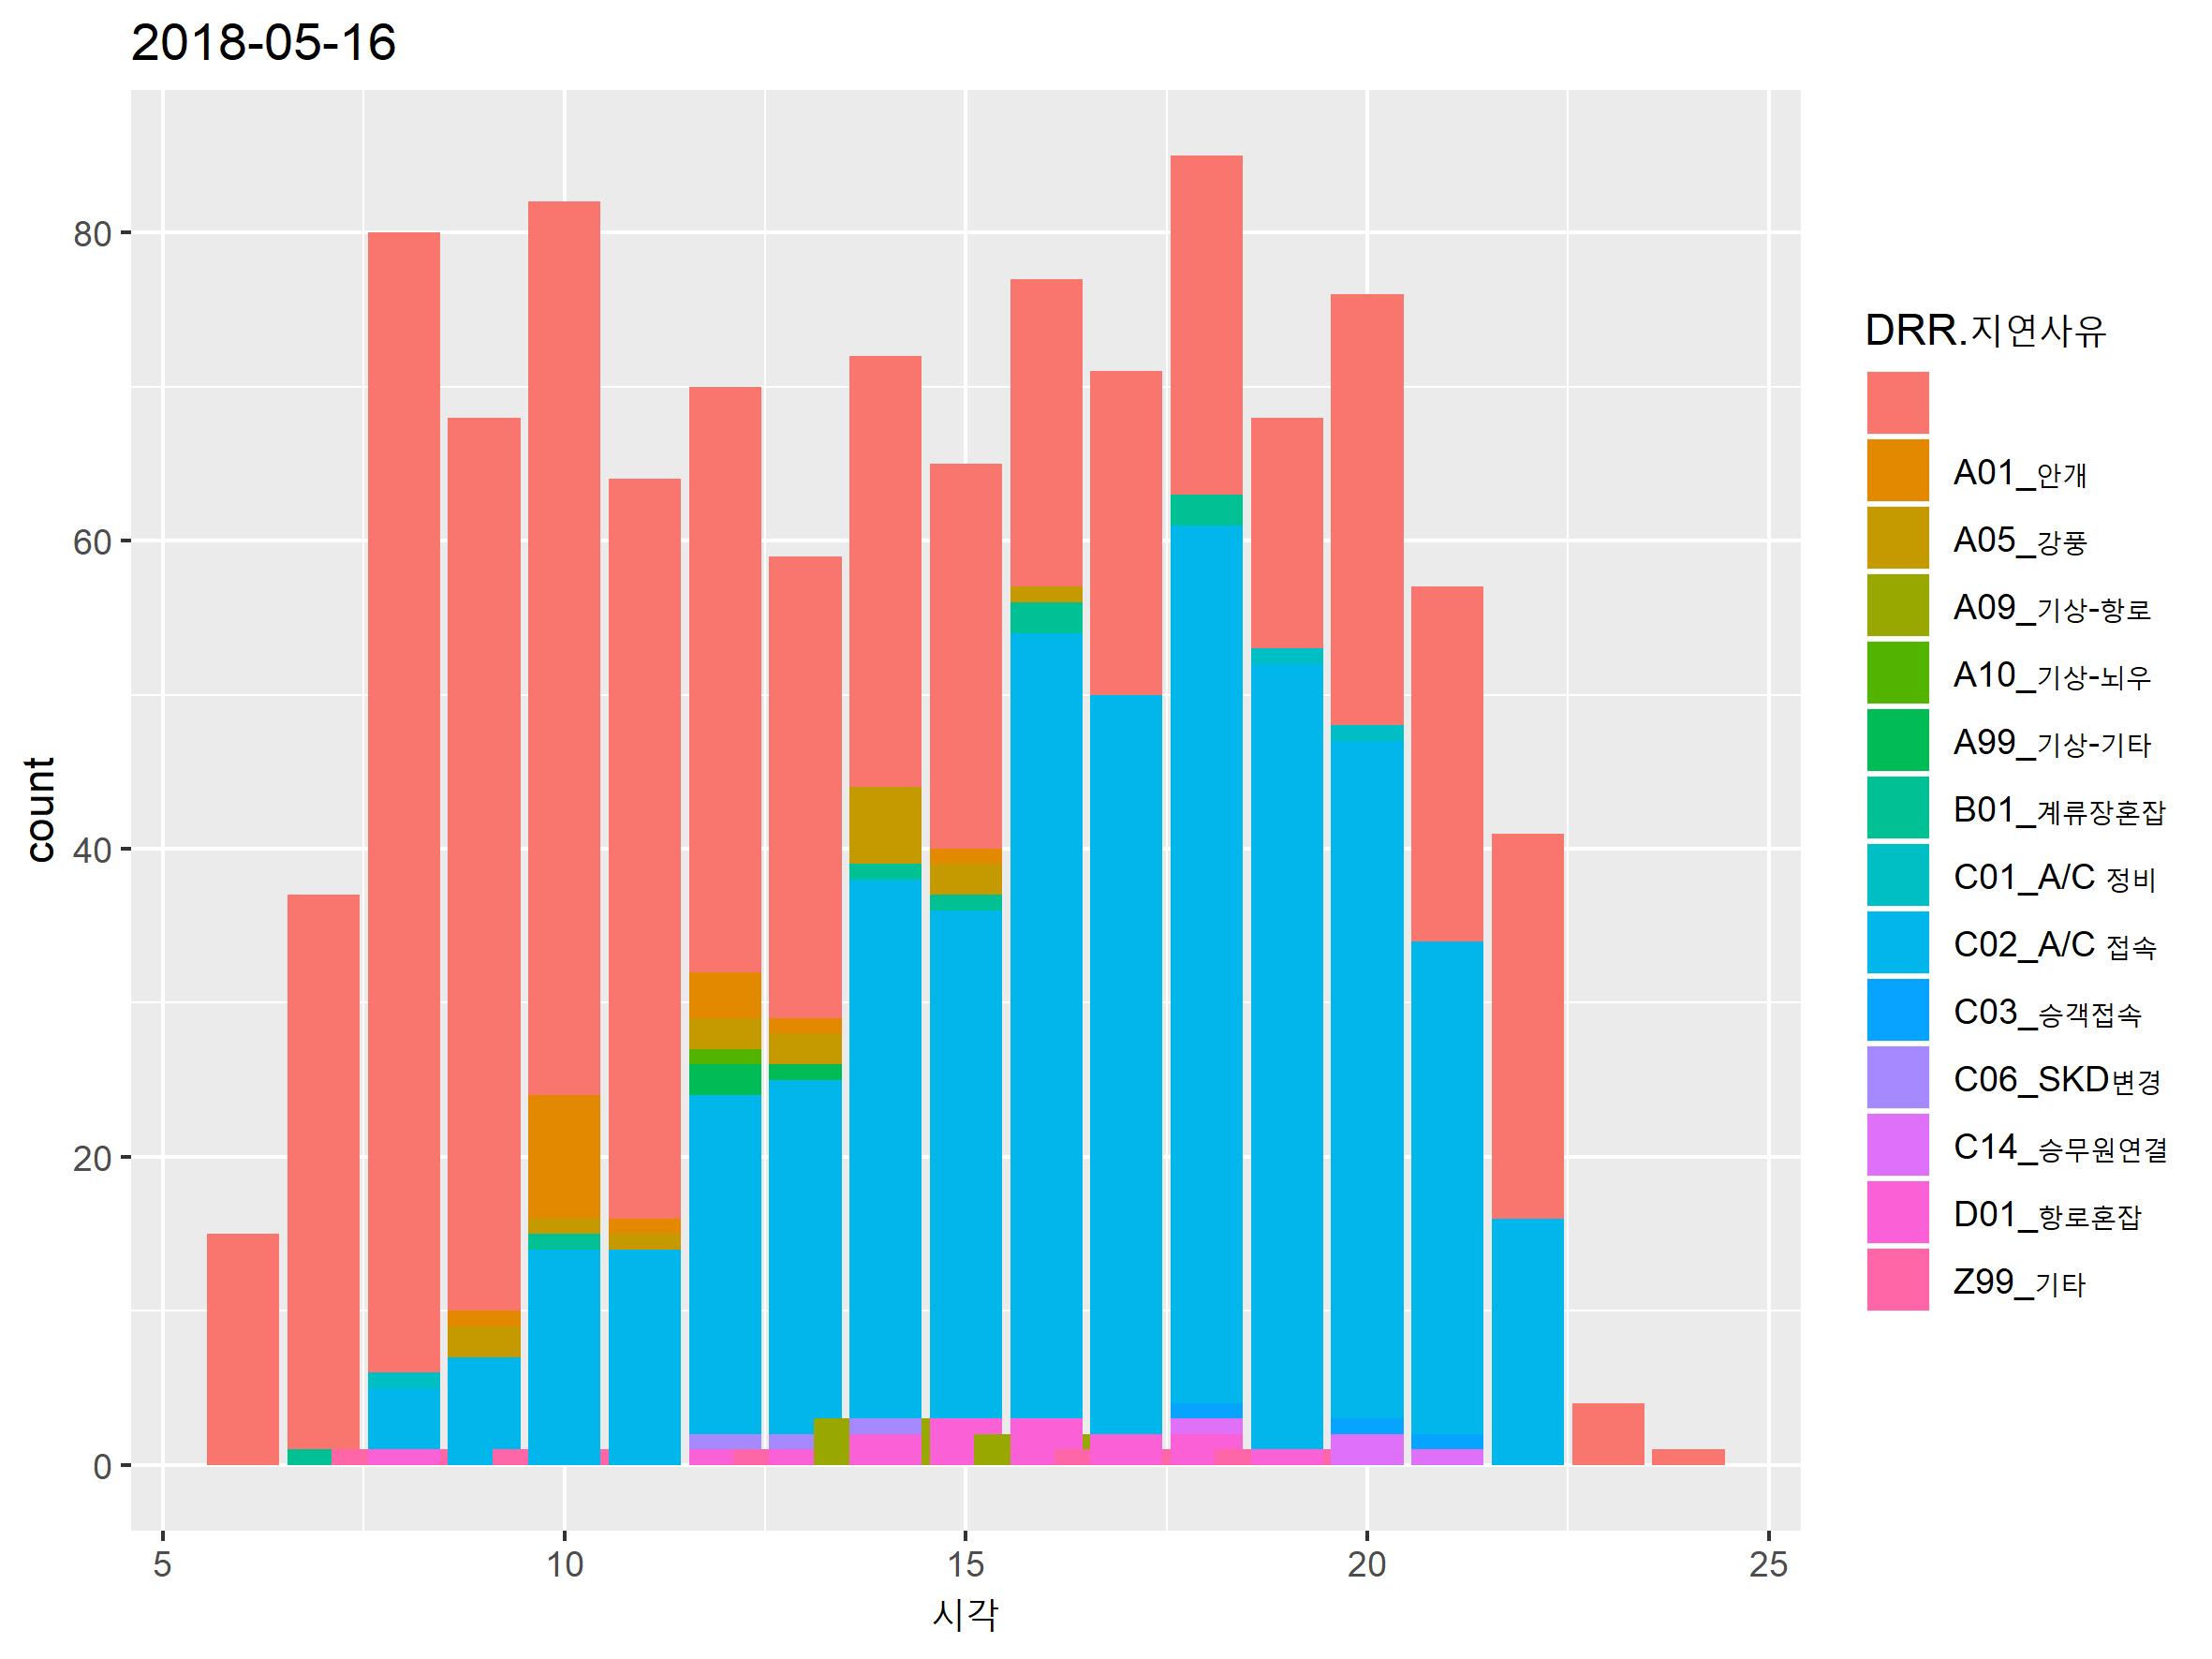 2018-05-16
count
80
60
40
20
0
5 10 15 20 25
시각
DRR.지연사유
A01_안개
A05_강풍
A09_기상-항로
A10_기상-뇌우
A99_기상-기타
B01_계류장혼잡
C01_A/C 정비
C02_A/C 접속
C03_승객접속
C06_SKD변경
C14_승무원연결
D01_항로혼잡
Z99_기타